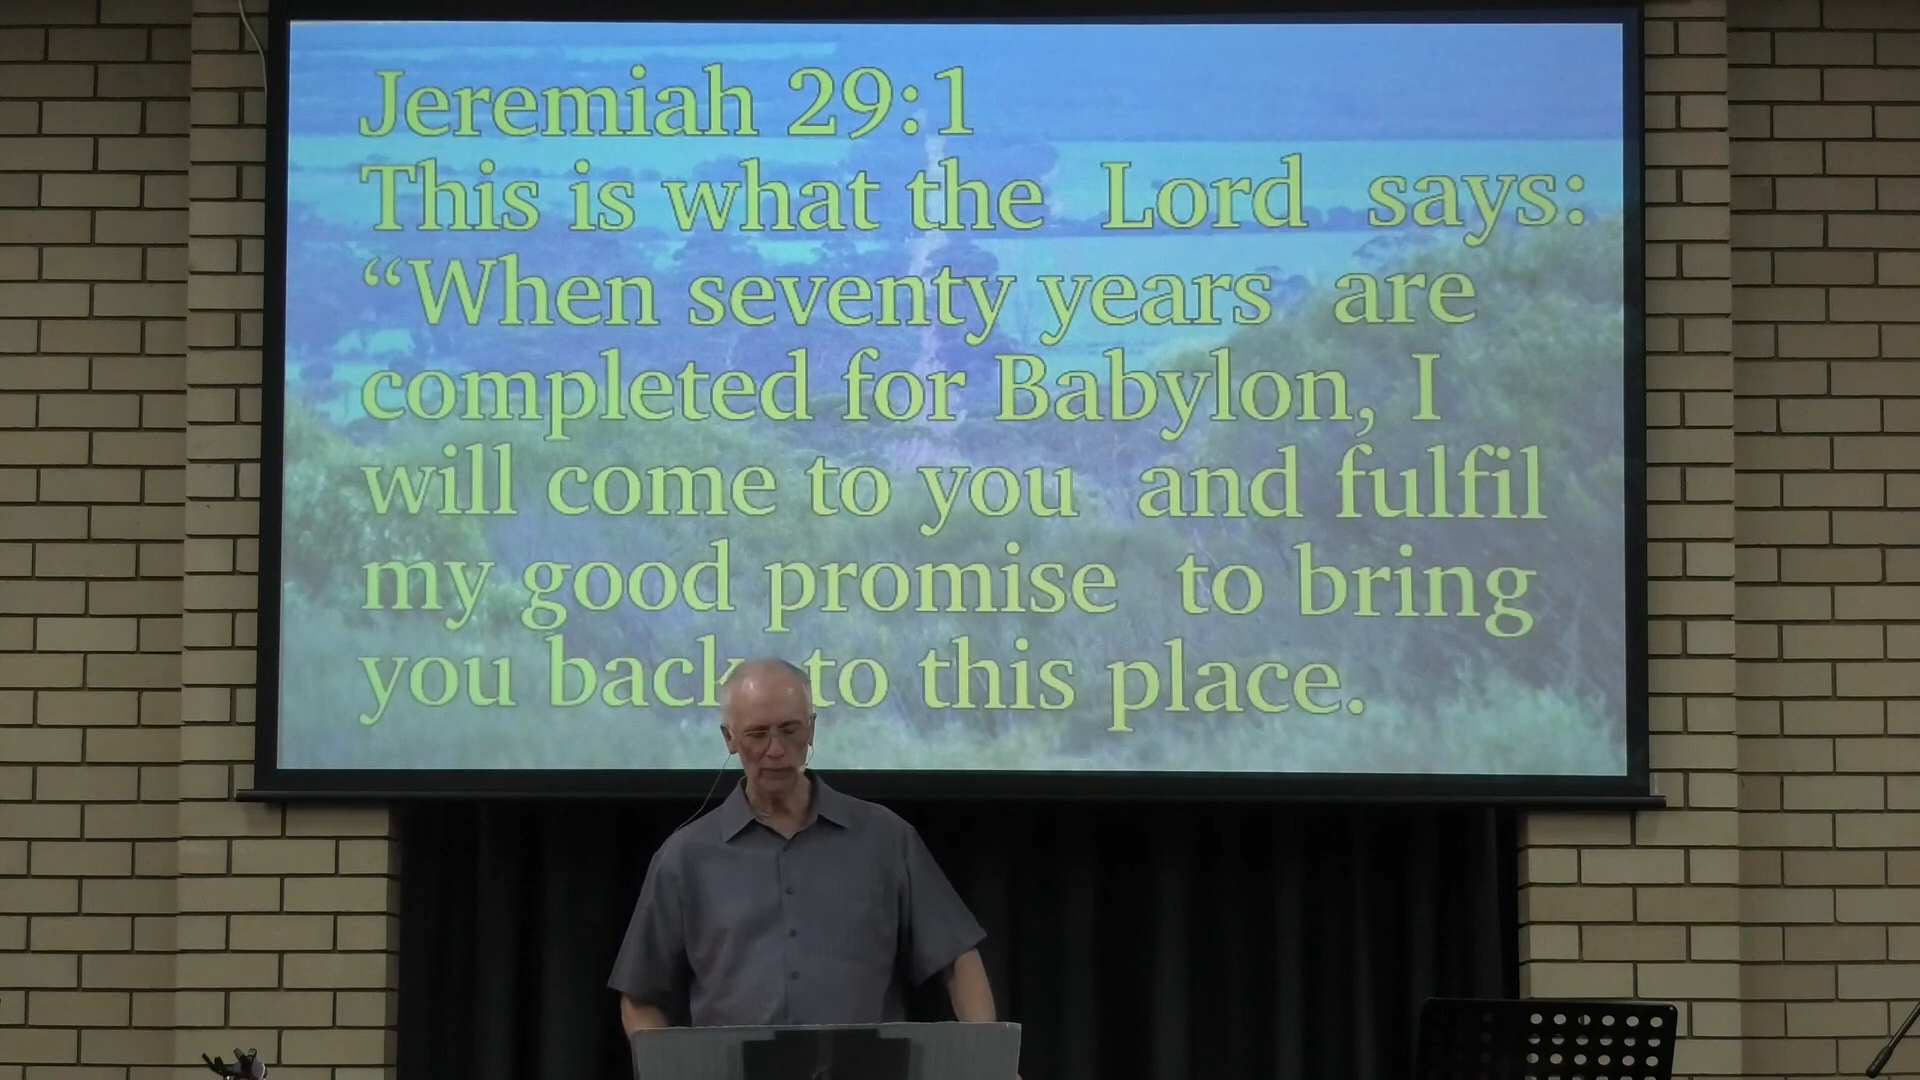 Jeremiah 29:1
This is what the Lord says:
“When seventy years are
completed for Babylon, I
will come to you and fulfil
my good promise to bring
you back to this place.